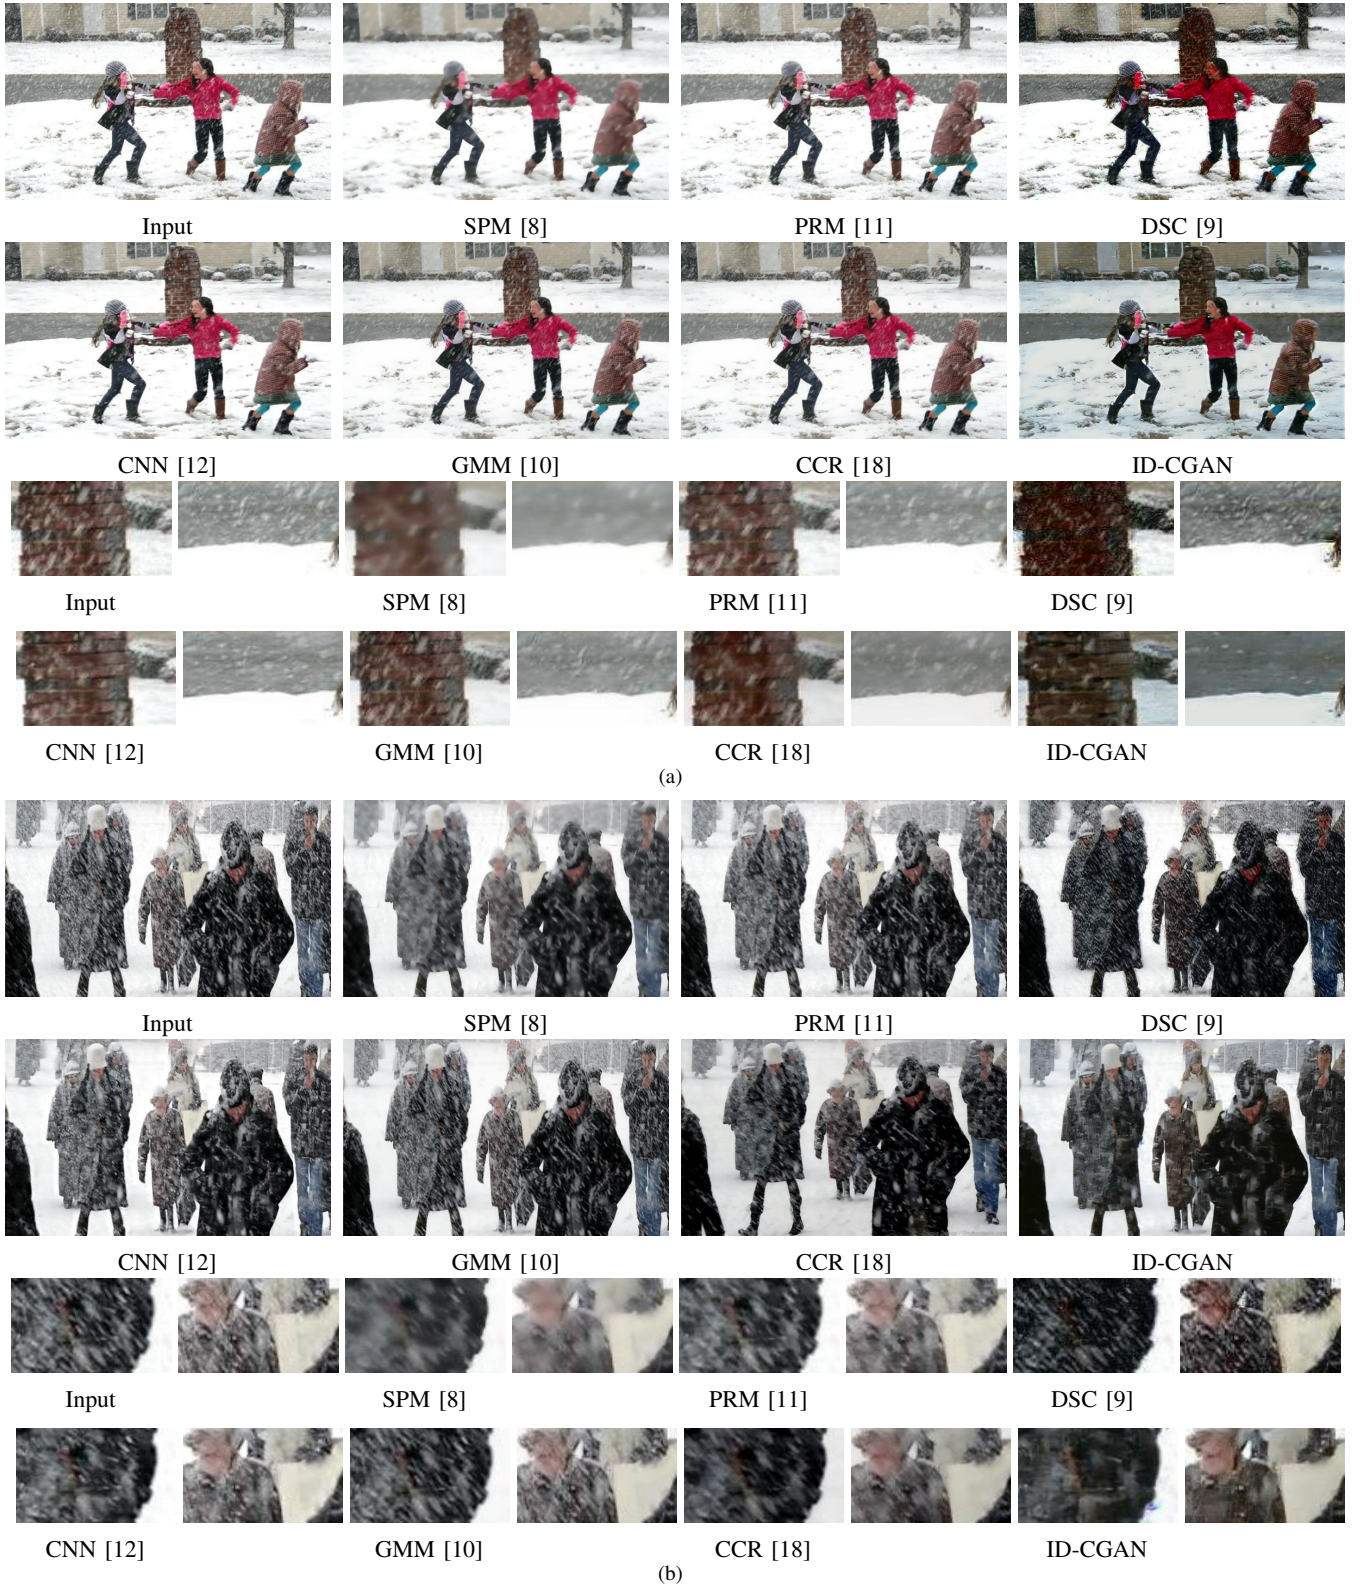 Input SPM [8] PRM [11] DSC [9]
CNN [12] GMM [10] CCR [18] ID-CGAN
Input SPM [8] PRM [11] DSC [9]
CNN [12] GMM [10] CCR [18] ID-CGAN
(a)
Input SPM [8] PRM [11] DSC [9]
CNN [12] GMM [10] CCR [18] ID-CGAN
Input SPM [8] PRM [11] DSC [9]
CNN [12] GMM [10] CCR [18] ID-CGAN
(b)